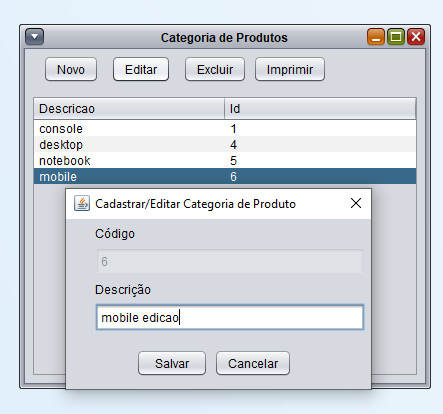 Categoria de Produtos
Novo Editar Excluir Imprimir
Descricao Id
console 1
desktop 4
notebook 5
mobile 6
Cadastrar/Editar Categoria de Produto
Código
6
Descrição
mobile edicao
Salvar Cancelar